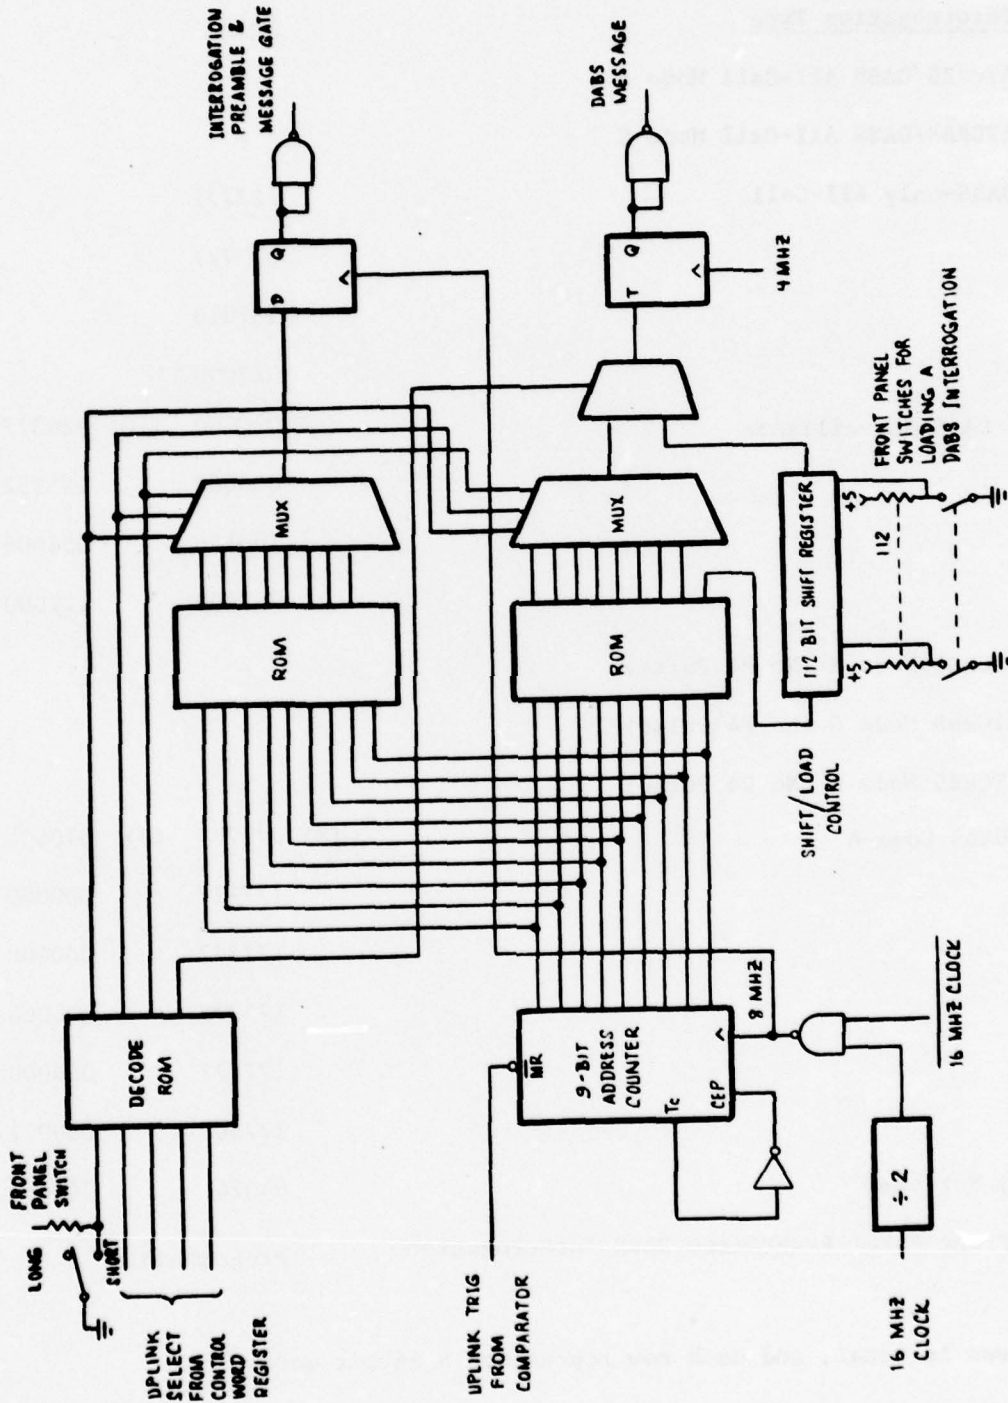 FRONT
PANEL
SWITCH
LONG
SHORT
UPLINK
SELECT
FROM
CONTROL
WORD
REGISTER
DECODE
ROM
UPLINK TRIG
FROM
COMPARATOR
MR
9-BIT
ADDRESS
COUNTER
Tc
CEP
8 MHZ
16 MHZ
CLOCK
÷ 2
16 MHZ CLOCK
ROM
MUX
ROM
MUX
D
Q
INTERROGATION
PREAMBLE &
MESSAGE GATE
T
Q
4MHZ
DABS
MESSAGE
SHIFT/LOAD
CONTROL
112 BIT SHIFT REGISTER
+5
112
+5
FRONT PANEL
SWITCHES FOR
LOADING A
DABS INTERROGATION